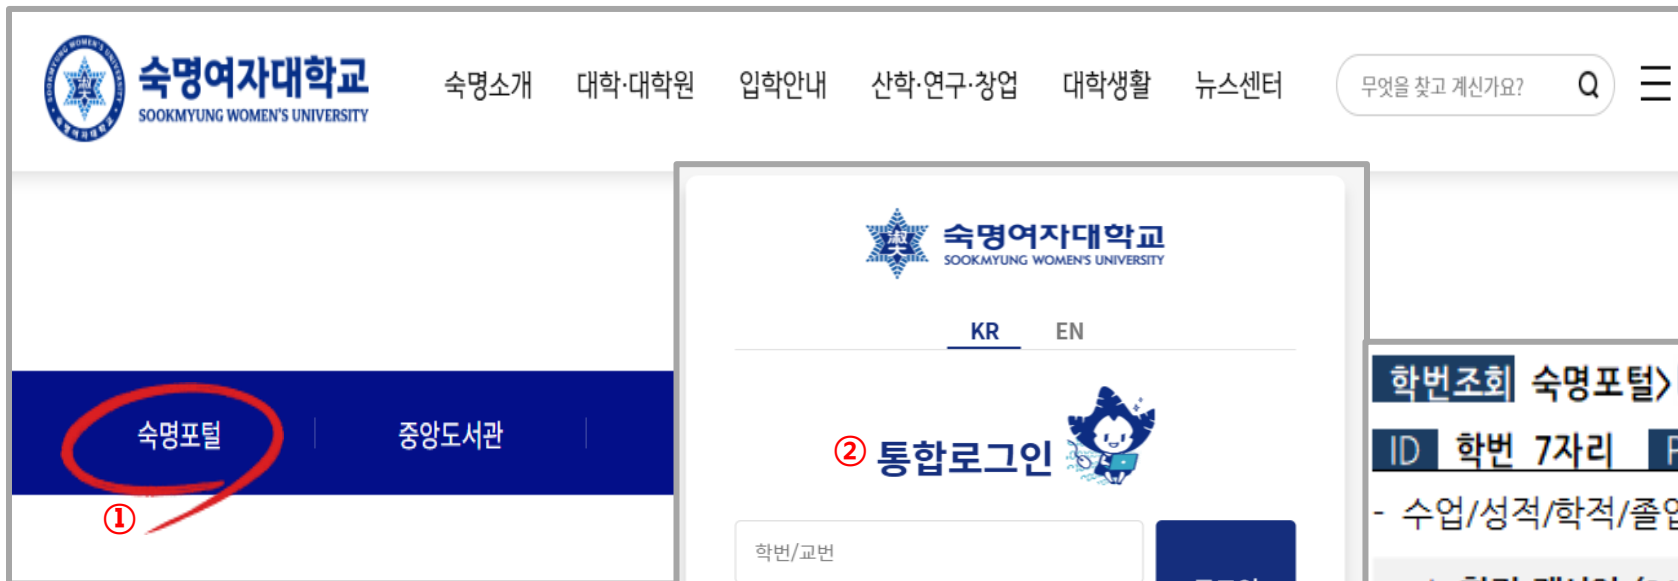 숙명여자대학교
SOOKMYUNG WOMEN'S UNIVERSITY
숙명소개 대학·대학원 입학안내 산학·연구·창업 대학생활 뉴스센터
무엇을 찾고 계신가요?
숙명포털 중앙도서관
①
숙명여자대학교
SOOKMYUNG WOMEN'S UNIVERSITY
KR EN
② 통합로그인
학번/교번
학번조회 숙명포털>
ID 학번 7자리
- 수업/성적/학적/졸업